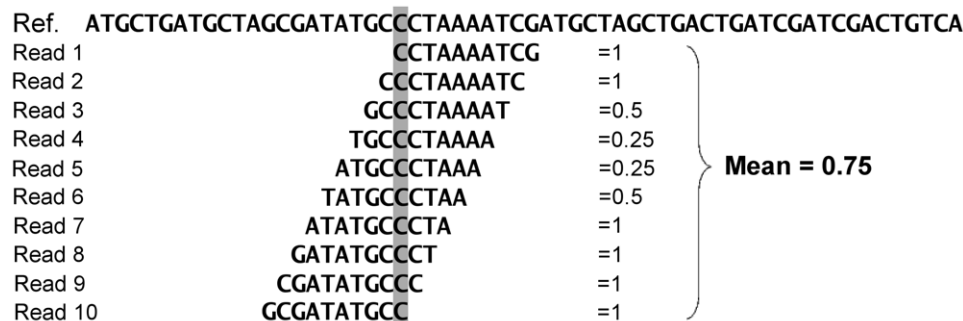 Ref. ATGCTGATGCTAGCGATATGCCCTAAAATCGATGCTAGCTGACTGATCGATCGACTGTCA
Read 1 CCTAAAATCG =1
Read 2 CCCTAAAATC =1
Read 3 GCCCTAAAAT =0.5
Read 4 TGCCCTAAAA =0.25
Read 5 ATGCCCTAAA =0.25 Mean = 0.75
Read 6 TATGCCCTAA =0.5
Read 7 ATATGCCCTA =1
Read 8 GATATGCCCT =1
Read 9 CGATATGCCC =1
Read 10 GCGATATGCC =1